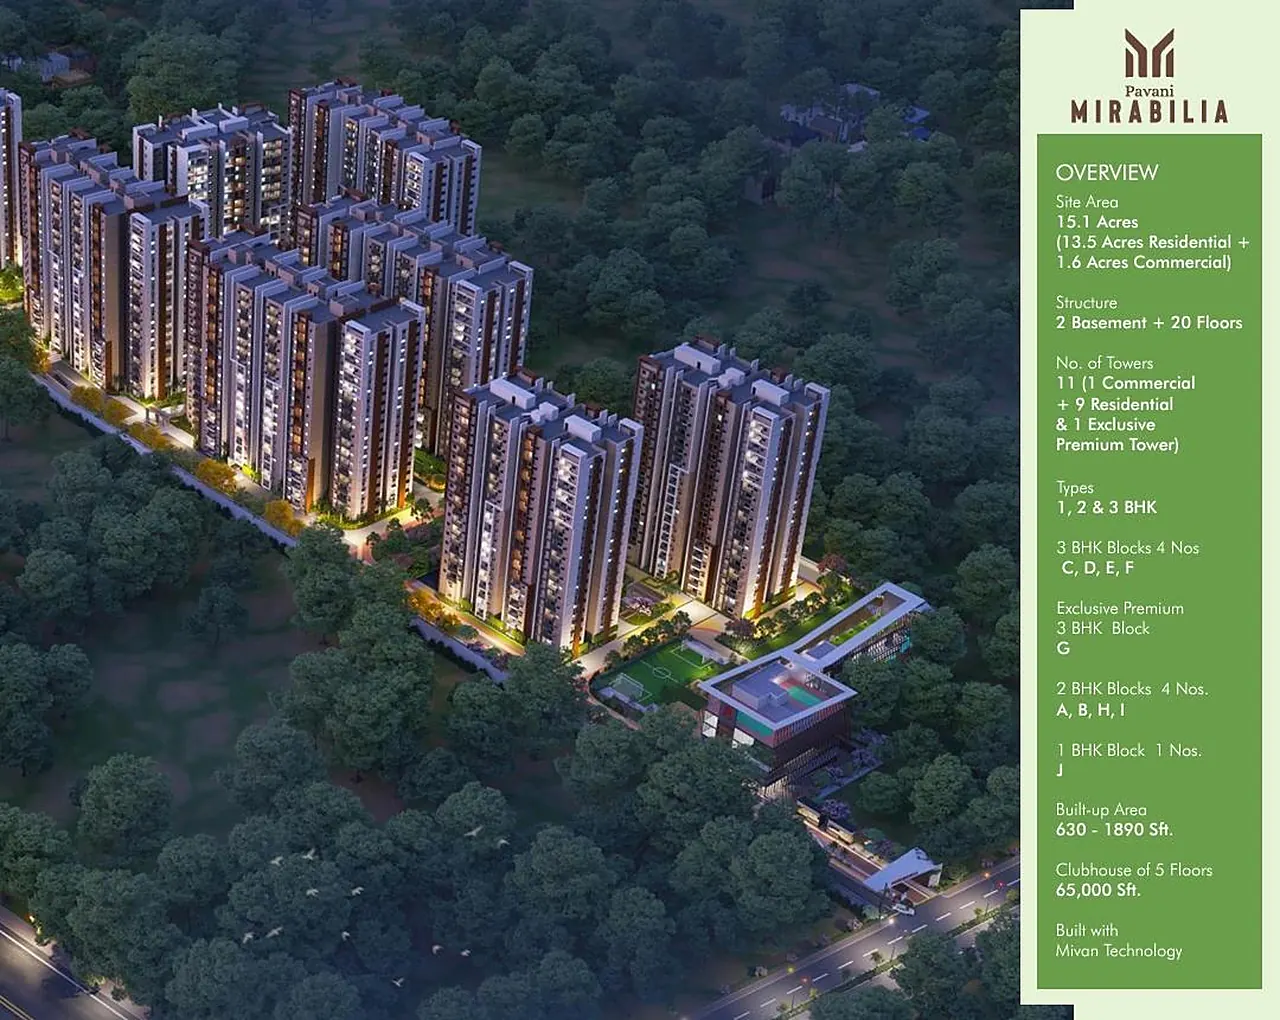 Pavani
MIRABILIA
OVERVIEW
Site Area
15.1 Acres
(13.5 Acres Residential +
1.6 Acres Commercial)
Structure
2 Basement + 20 Floors
No. of Towers
11 (1 Commercial
+ 9 Residential
& 1 Exclusive
Premium Tower)
Types
1, 2 & 3 BHK
3 BHK Blocks 4 Nos
C, D, E, F
Exclusive Premium
3 BHK Block
G
2 BHK Blocks 4 Nos.
A, B, H, I
1 BHK Block 1 Nos.
J
Built-up Area
630 - 1890 Sft.
Clubhouse of 5 Floors
65,000 Sft.
Built with
Mivan Technology